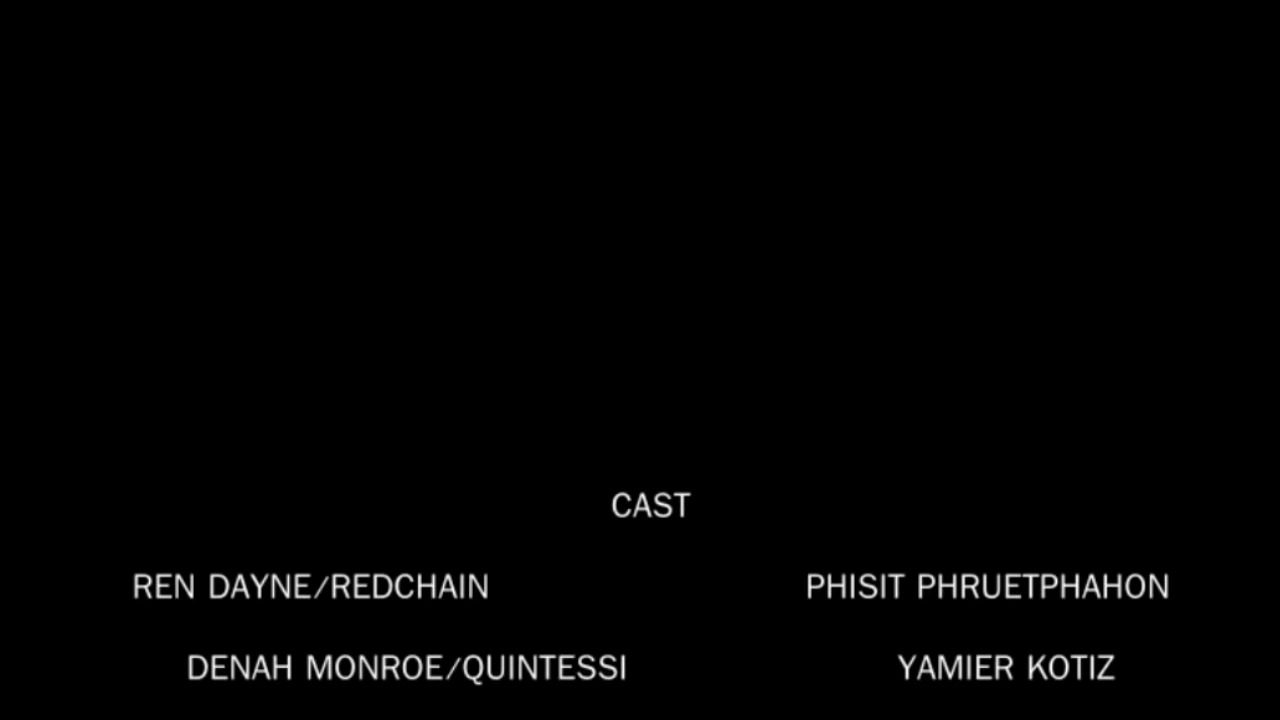 CAST
REN DAYNE/REDCHAIN PHISIT PHRUETPHAHON
DENAH MONROE/QUINTESSI YAMIER KOTIZ